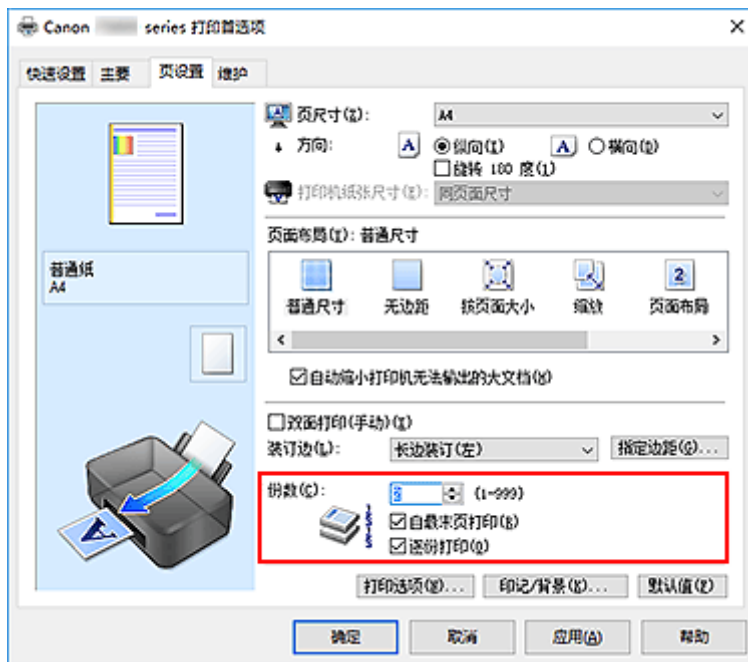 Canon series 打印首选项
快速设置 主要 页设置 维护
页尺寸(Z): A4
方向: A 纵向(I) A 横向(D)
旋转 180 度(1)
打印机纸张尺寸(E): 同页面尺寸
页面布局(I): 普通尺寸
普通纸
A4
普通尺寸 无边距 按页面大小 缩放 页面布局
自动缩小打印机无法输出的大文档(W)
双面打印(手动)(X)
装订边(L): 长边装订(左) 指定边距(G)...
份数(C): (1-999)
自最末页打印(R)
逐份打印(O)
打印选项(N)... 印记/背景(K)... 默认值(F)
确定 取消 应用(A) 帮助